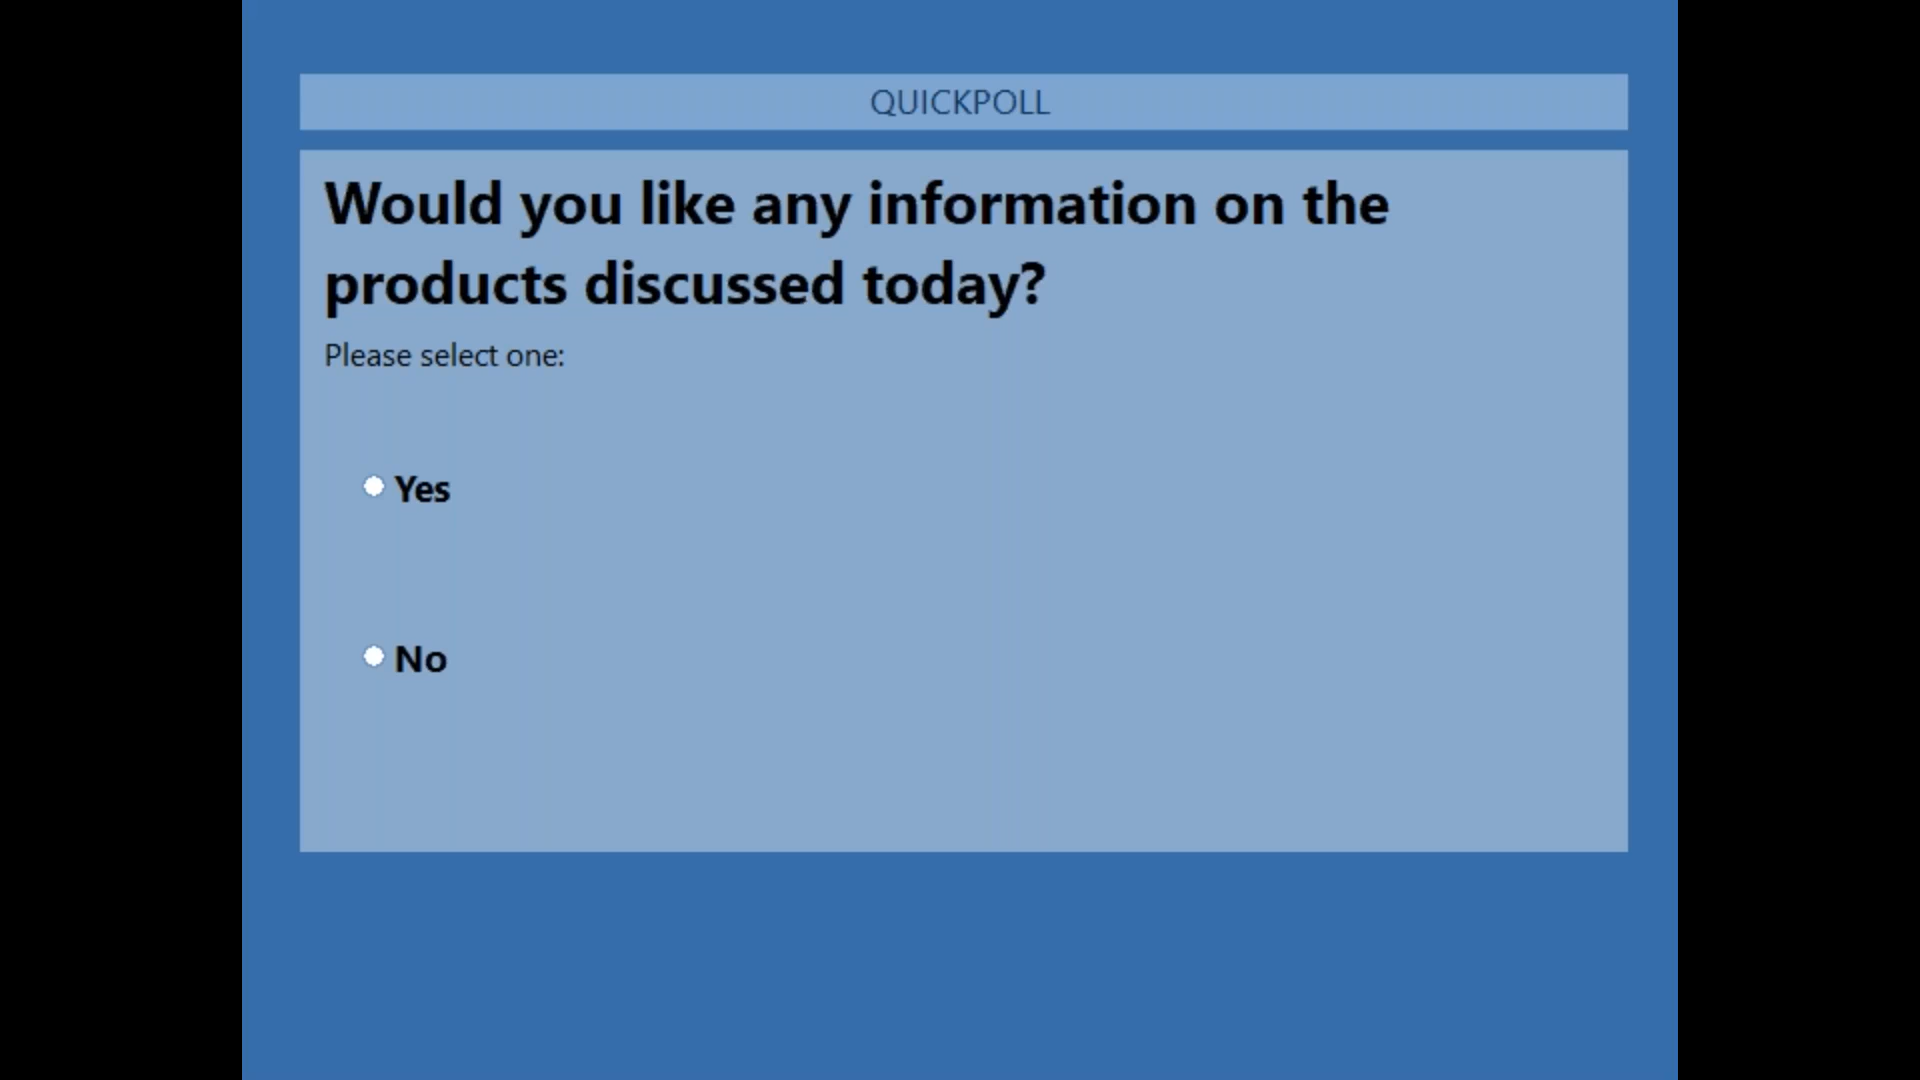 QUICKPOLL
Would you like any information on the
products discussed today?
Please select one:
Yes
No